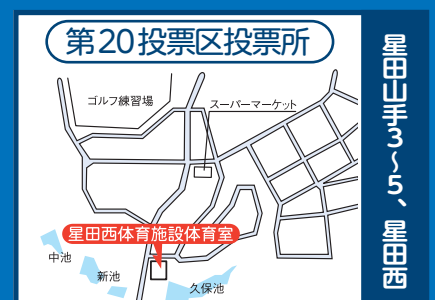 第20投票区投票所
星田山手3～5、星田西
ゴルフ練習場
スーパーマーケット
星田西体育施設体育室
中池
新池
久保池